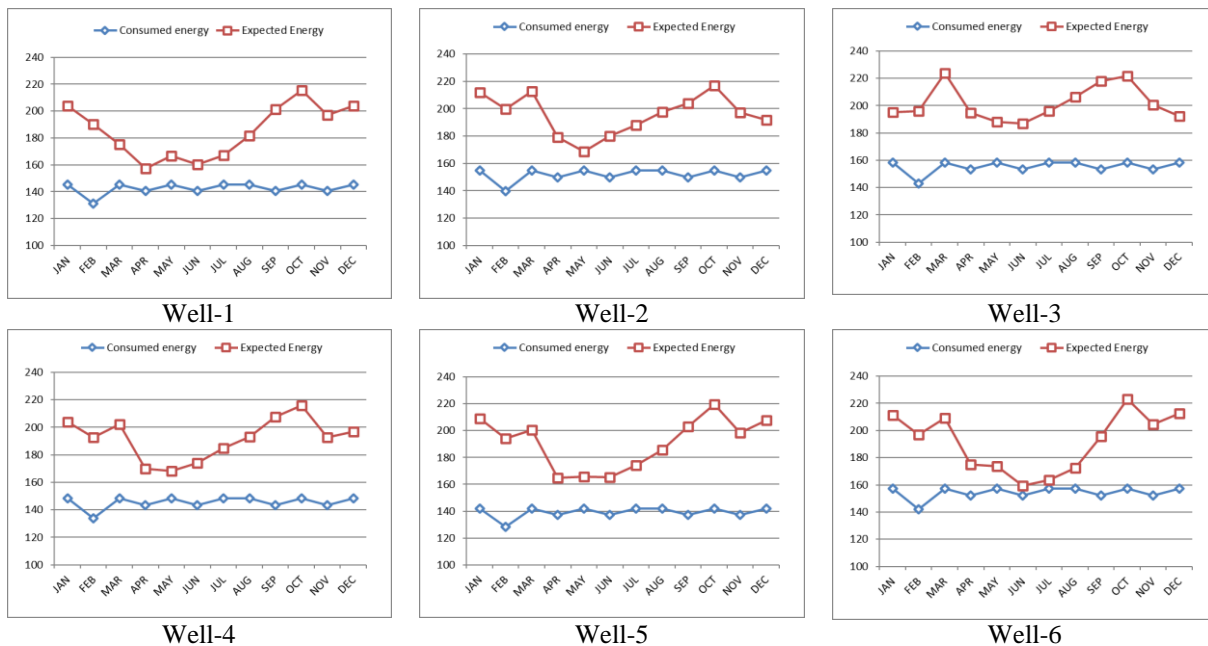 Consumed energy Expected Energy
240
220
200
180
160
140
120
100
JAN FEB MAR APR MAY JUN JUL AUG SEP OCT NOV DEC
Well-1
Consumed energy Expected Energy
240
220
200
180
160
140
120
100
JAN FEB MAR APR MAY JUN JUL AUG SEP OCT NOV DEC
Well-2
Consumed energy Expected Energy
240
220
200
180
160
140
120
100
JAN FEB MAR APR MAY JUN JUL AUG SEP OCT NOV DEC
Well-3
Consumed energy Expected Energy
240
220
200
180
160
140
120
100
JAN FEB MAR APR MAY JUN JUL AUG SEP OCT NOV DEC
Well-4
Consumed energy Expected Energy
240
220
200
180
160
140
120
100
JAN FEB MAR APR MAY JUN JUL AUG SEP OCT NOV DEC
Well-5
Consumed energy Expected Energy
240
220
200
180
160
140
120
100
JAN FEB MAR APR MAY JUN JUL AUG SEP OCT NOV DEC
Well-6